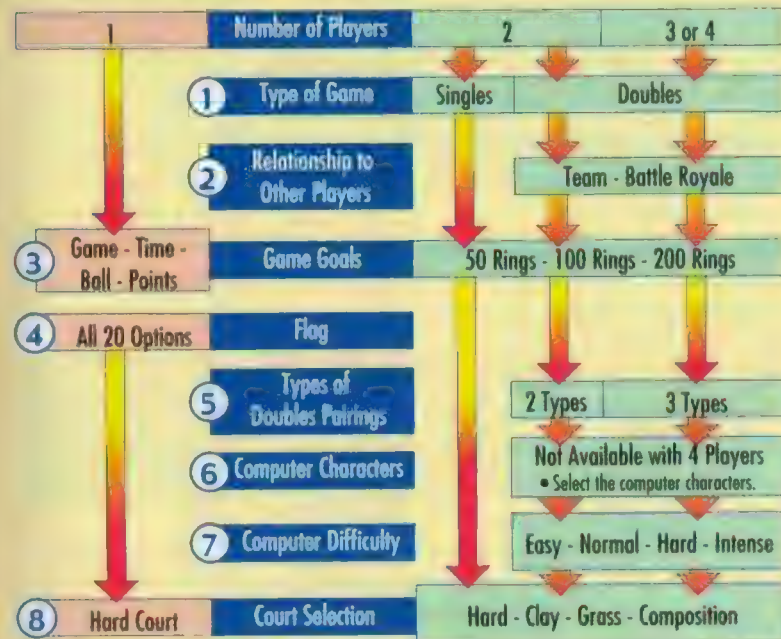 1 Number of Players 2 3 or 4
1 Type of Game Singles Doubles
2 Relationship to
Other Players
Team - Battle Royale
3 Game - Time -
Ball - Points
Game Goals 50 Rings - 100 Rings - 200 Rings
4 All 20 Options Flag
5 Types of
Doubles Pairings
2 Types 3 Types
6 Computer Characters
Not Available with 4 Players
• Select the computer characters.
7 Computer Difficulty Easy - Normal - Hard - Intense
8 Hard Court Court Selection Hard - Clay - Grass - Composition